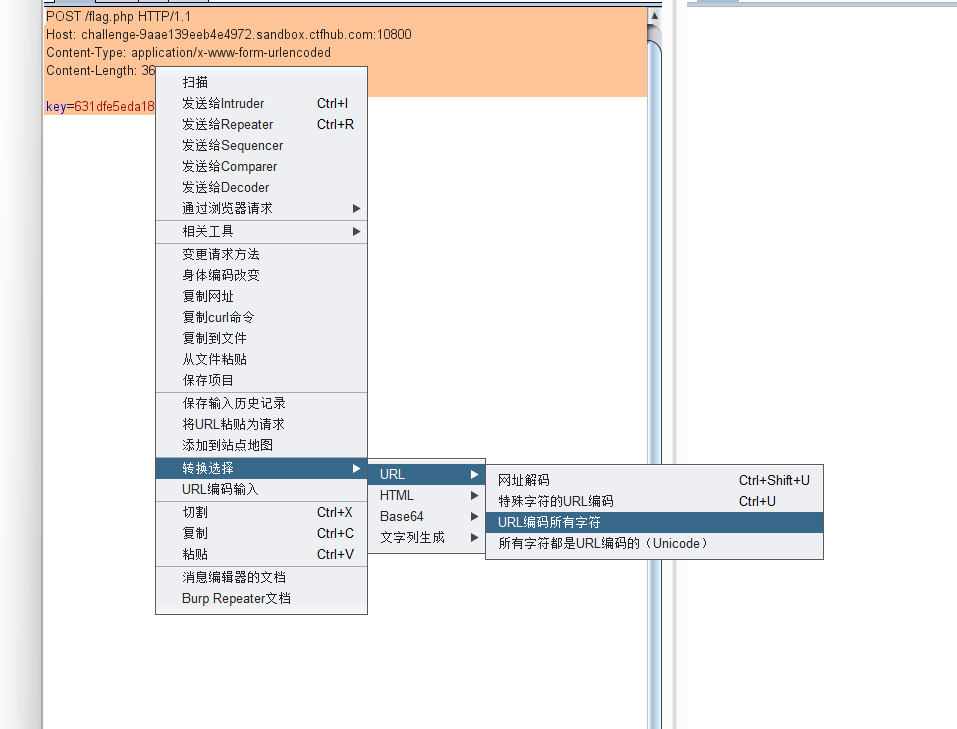 POST /flag.php HTTP/1.1
Host: challenge-9aae139eeb4e4972.sandbox.ctfhub.com:10800
Content-Type: application/x-www-form-urlencoded
Content-Length: 36
key=631dfe5eda18
扫描
发送给Intruder Ctrl+I
发送给Repeater Ctrl+R
发送给Sequencer
发送给Comparer
发送给Decoder
通过浏览器请求
相关工具
变更请求方法
身体编码改变
复制网址
复制curl命令
复制到文件
从文件粘贴
保存项目
保存输入历史记录
将URL粘贴为请求
添加到站点地图
转换选择
URL编码输入
切割 Ctrl+X
复制 Ctrl+C
粘贴 Ctrl+V
消息编辑器的文档
Burp Repeater文档
URL
HTML
Base64
文字列生成
网址解码 Ctrl+Shift+U
特殊字符的URL编码 Ctrl+U
URL编码所有字符
所有字符都是URL编码的（Unicode）